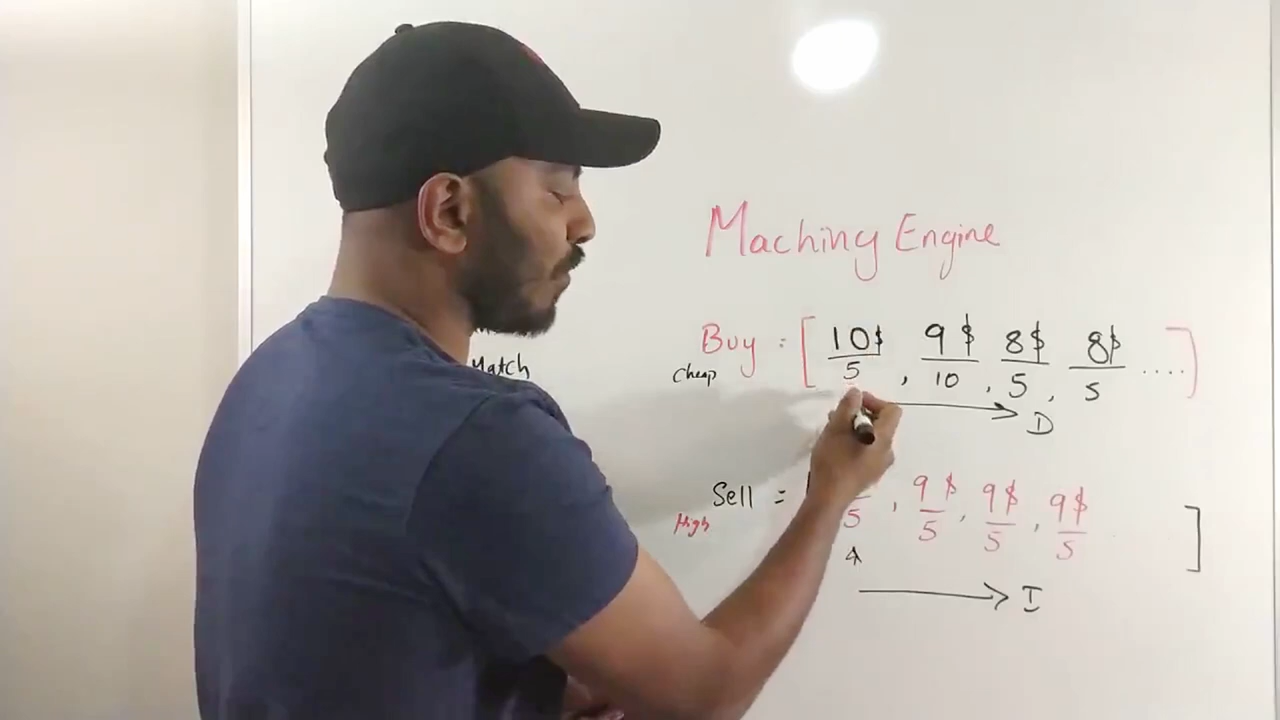 Maching Engine
Buy : [ 10$/5 , 9$/10 , 8$/5 , 8$/5 .... ]
Match
Cheap
D
Sell = 5 , 9$/5 , 9$/5 , 9$/5 ]
High
I